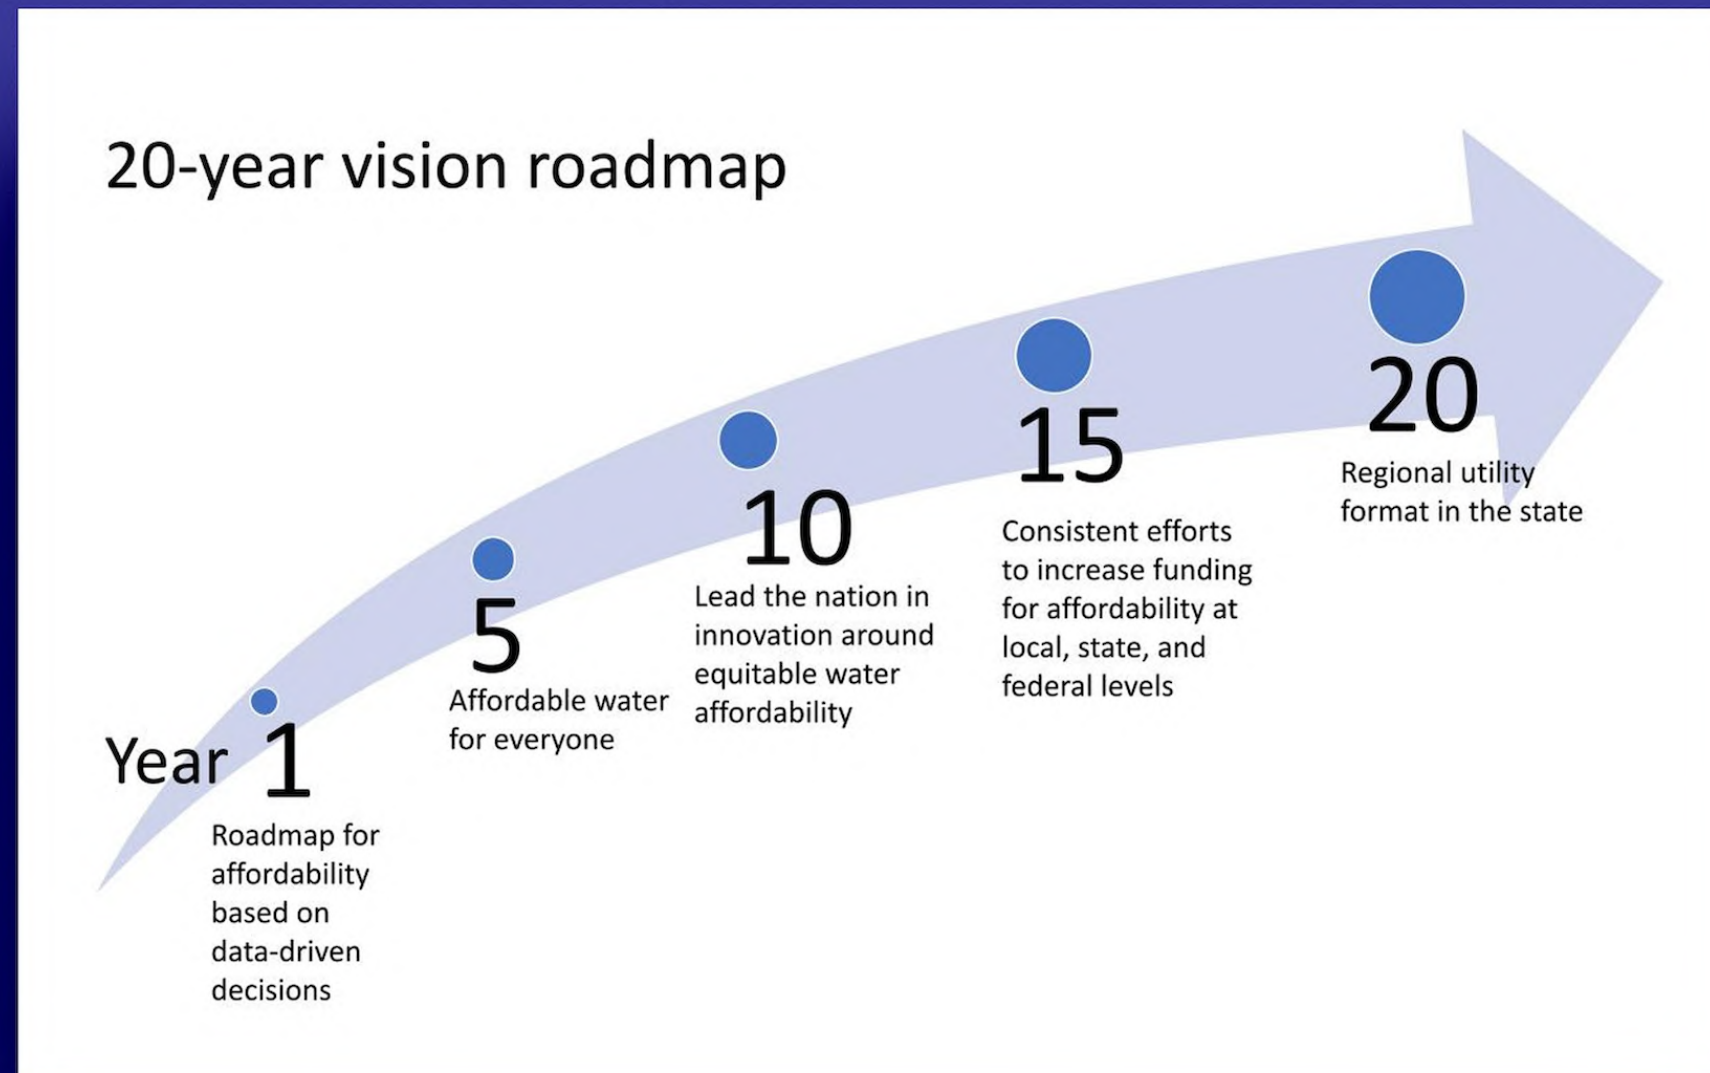 20-year vision roadmap
Year
1
Roadmap for
affordability
based on
data-driven
decisions
5
Affordable water
for everyone
10
Lead the nation in
innovation around
equitable water
affordability
15
Consistent efforts
to increase funding
for affordability at
local, state, and
federal levels
20
Regional utility
format in the state